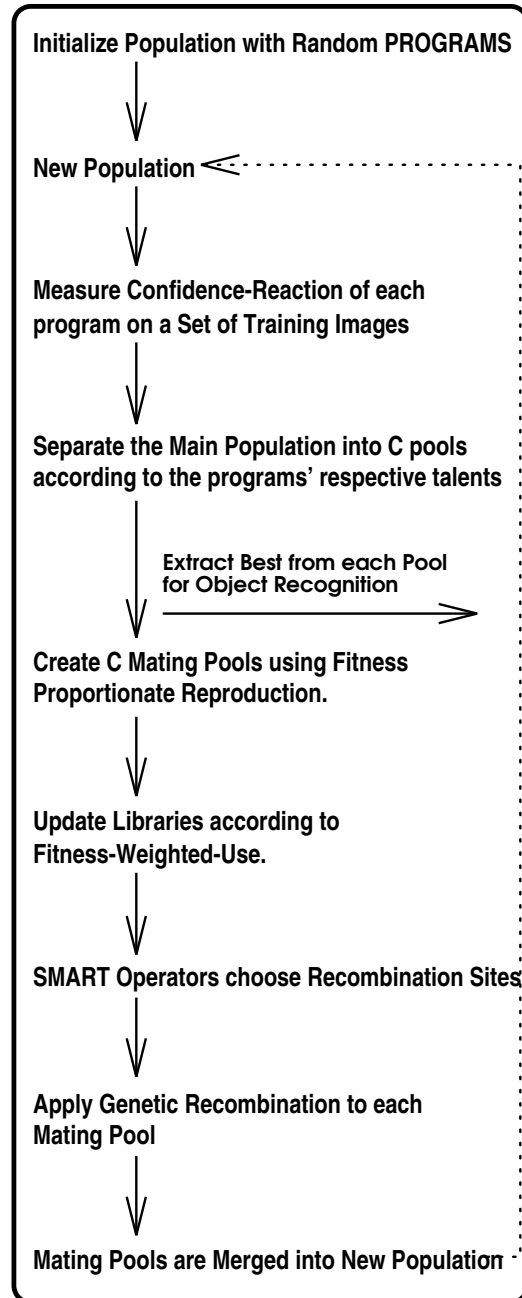 Initialize Population with Random PROGRAMS
New Population
Measure Confidence-Reaction of each
program on a Set of Training Images
Separate the Main Population into C pools
according to the programs' respective talents
Extract Best from each Pool
for Object Recognition
Create C Mating Pools using Fitness
Proportionate Reproduction.
Update Libraries according to
Fitness-Weighted-Use.
SMART Operators choose Recombination Sites
Apply Genetic Recombination to each
Mating Pool
Mating Pools are Merged into New Population